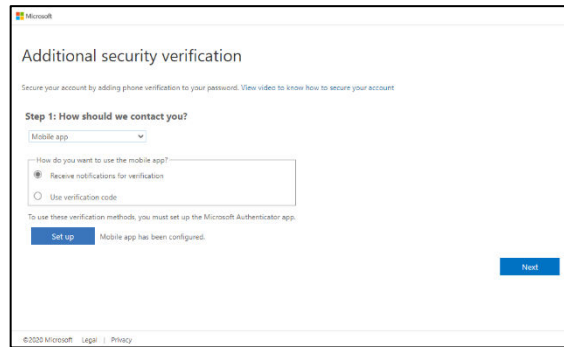 Microsoft
Additional security verification
Secure your account by adding phone verification to your password. View video to know how to secure your account
Step 1: How should we contact you?
Mobile app
How do you want to use the mobile app?
Receive notifications for verification
Use verification code
To use these verification methods, you must set up the Microsoft Authenticator app.
Set up Mobile app has been configured.
Next
©2020 Microsoft Legal | Privacy